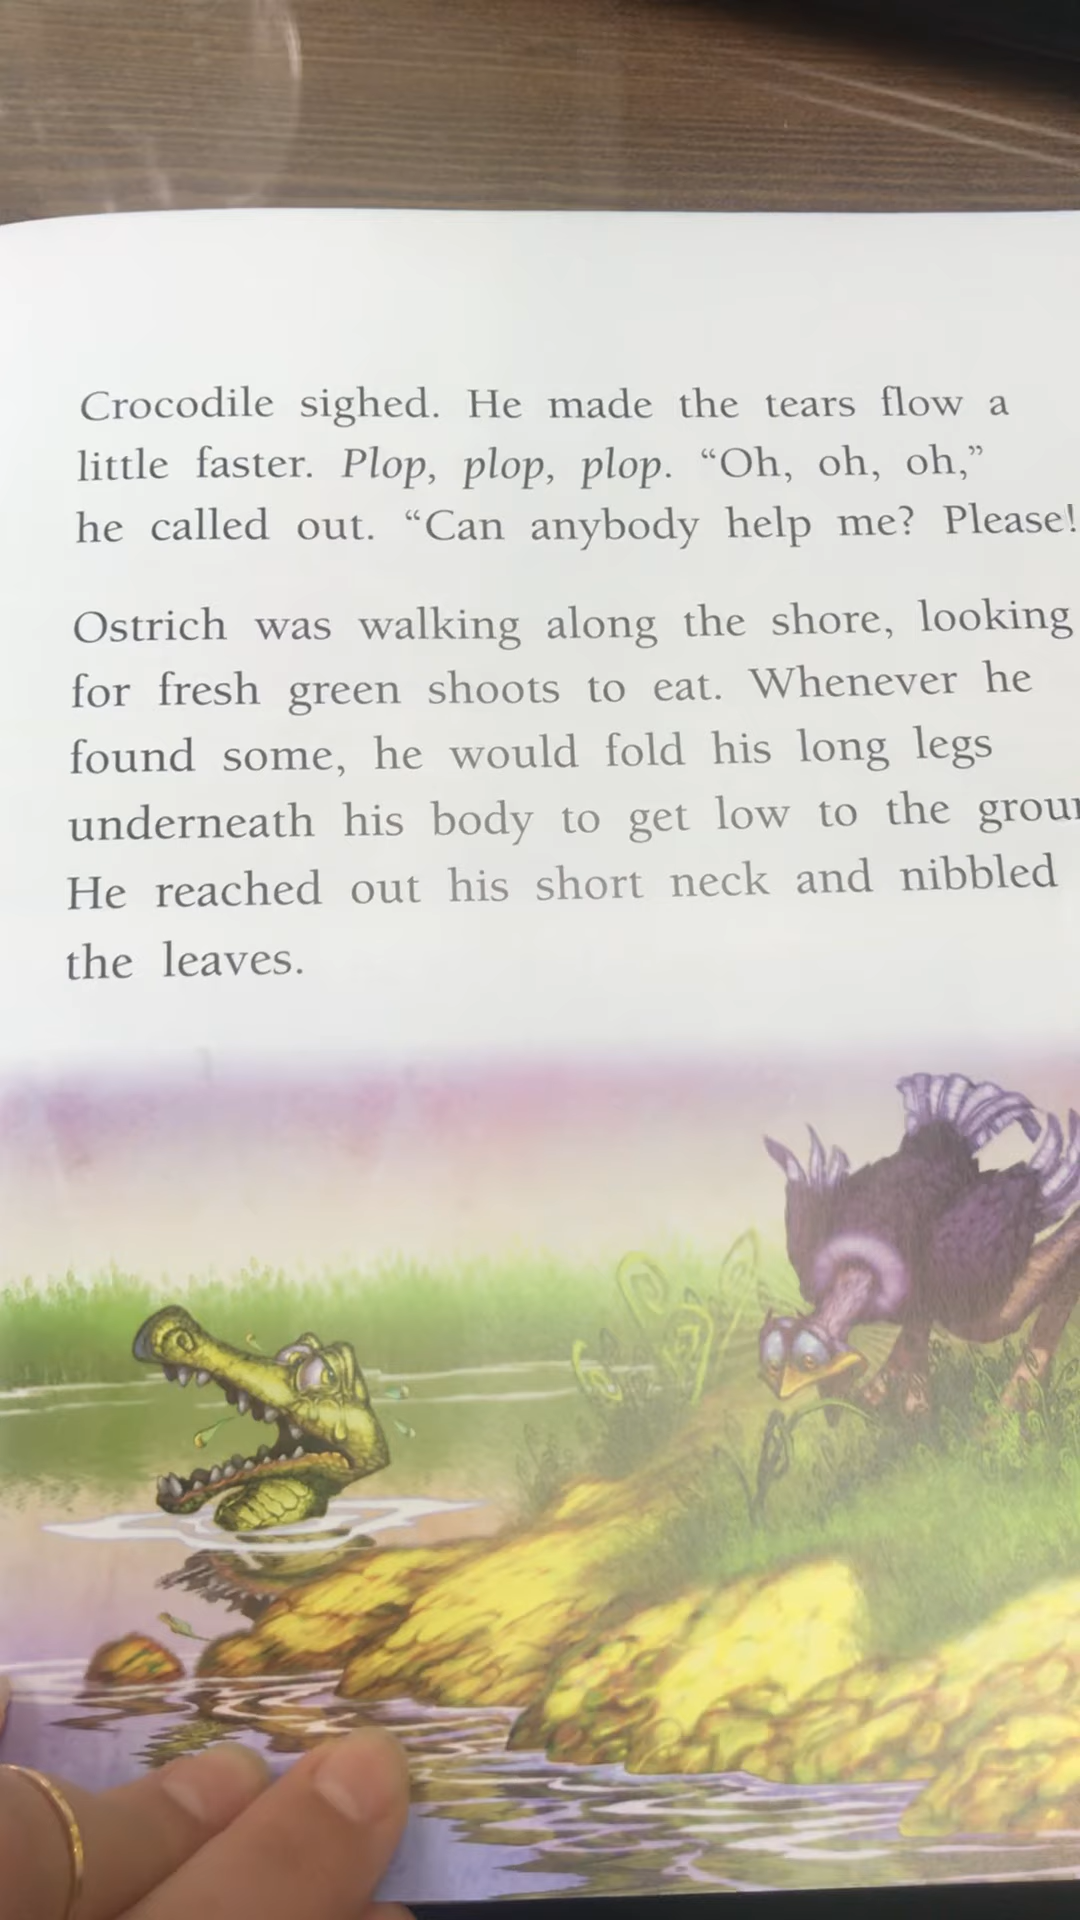 Crocodile sighed. He made the tears flow a
little faster. Plop, plop, plop. “Oh, oh, oh,”
he called out. “Can anybody help me? Please!
Ostrich was walking along the shore, looking
for fresh green shoots to eat. Whenever he
found some, he would fold his long legs
underneath his body to get low to the
He reached out his short neck and nibbled
the leaves.